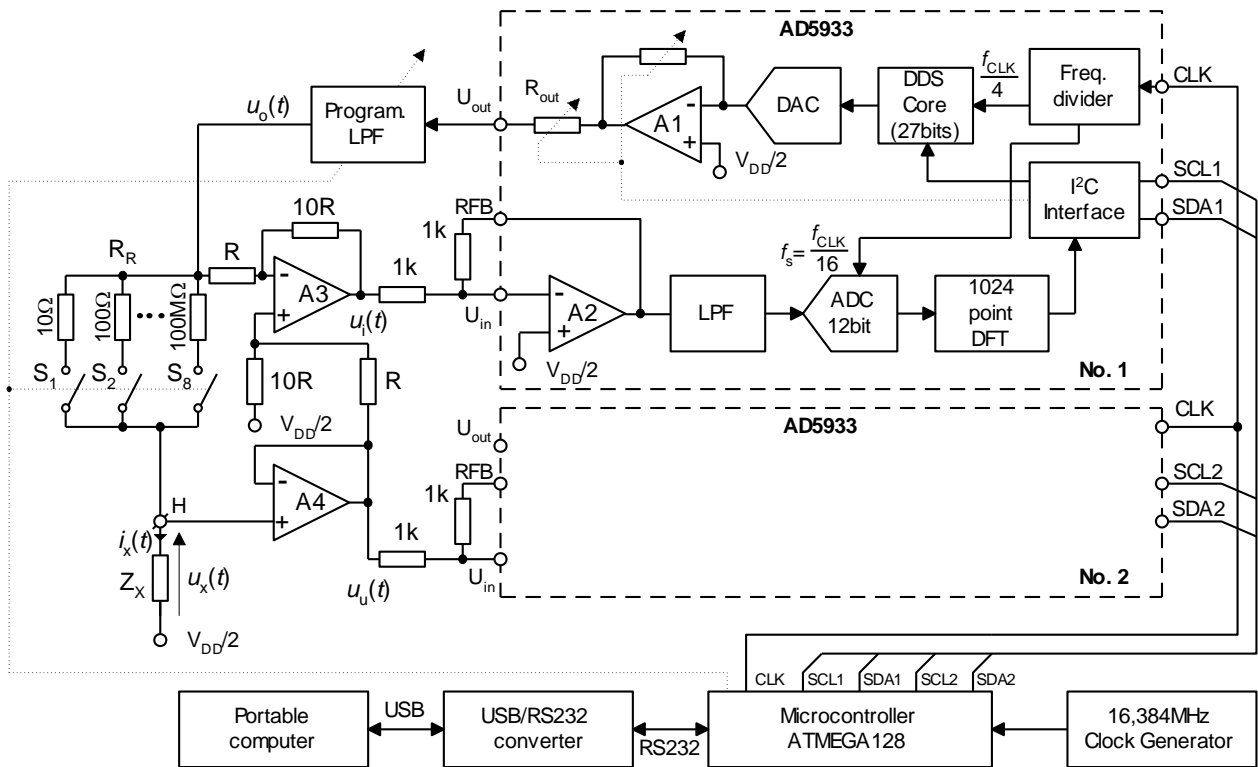 AD5933
CLK
u_o(t)
Program.
LPF
U_out
R_out
A1
-
+
V_DD/2
DAC
DDS
Core
(27bits)
f_CLK
4
Freq.
divider
SCL1
SDA1
I²C
Interface
R_R
10Ω
100Ω
100MΩ
S_1
S_2
S_8
R
10R
-
A3
+
u_i(t)
10R
R
V_DD/2
1k
1k
RFB
U_in
-
A2
+
V_DD/2
LPF
f_s= f_CLK
16
ADC
12bit
1024
point
DFT
No. 1
AD5933
CLK
SCL2
SDA2
No. 2
U_out
RFB
1k
1k
U_in
-
A4
+
u_u(t)
H
i_x(t)
Z_X
u_x(t)
V_DD/2
CLK
SCL1
SDA1
SCL2
SDA2
Portable
computer
USB
USB/RS232
converter
RS232
Microcontroller
ATMEGA128
16,384MHz
Clock Generator